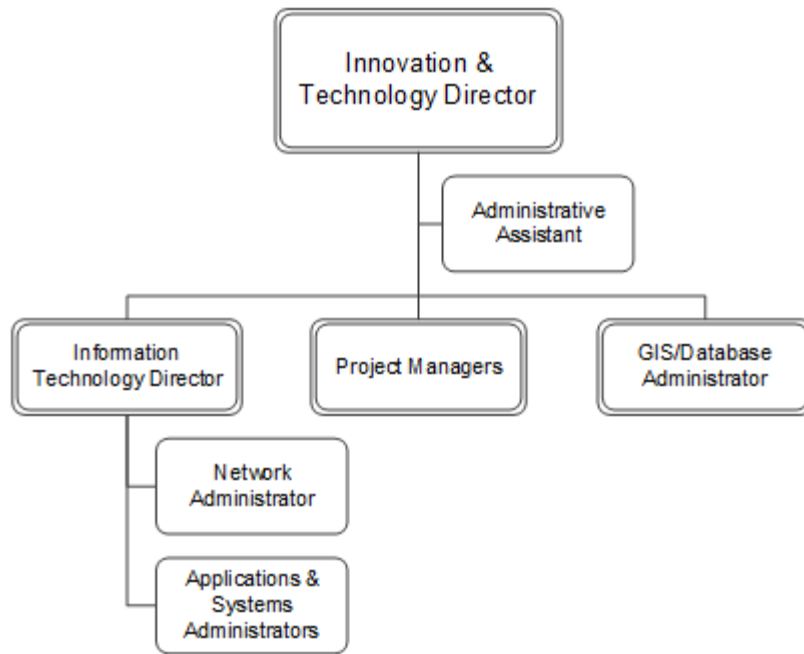 Innovation &
Technology Director
Administrative
Assistant
Information
Technology Director
Project Managers
GIS/Database
Administrator
Network
Administrator
Applications &
Systems
Administrators